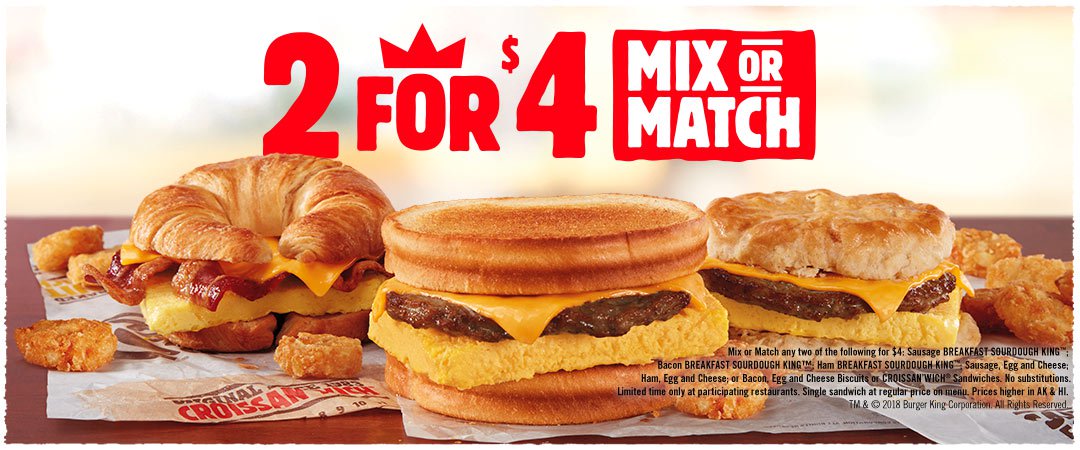 2 FOR $4 MIX OR MATCH
ORIGINAL
CROISSAN'WICH
Mix or Match any two of the following for $4: Sausage BREAKFAST SOURDOUGH KING™;
Bacon BREAKFAST SOURDOUGH KING™; Ham BREAKFAST SOURDOUGH KING™; Sausage, Egg and Cheese;
Ham, Egg and Cheese; or Bacon, Egg and Cheese Biscuits or CROISSAN'WICH® Sandwiches. No substitutions.
Limited time only at participating restaurants. Single sandwich at regular price on menu. Prices higher in AK & HI.
TM & © 2018 Burger King Corporation. All Rights Reserved.